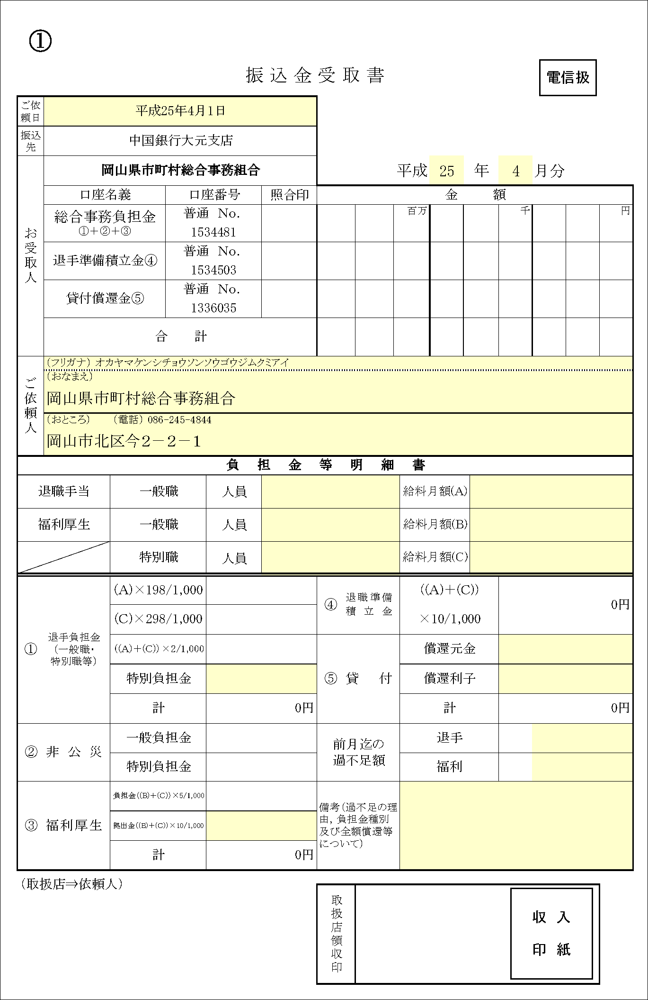 ①
振込金受取書
電信扱
ご依
頼日
平成25年4月1日
振込
先
中国銀行大元支店
お受取人
岡山県市町村総合事務組合
平成 25 年 4 月分
口座名義 口座番号 照合印 金 額
総合事務負担金
①＋②＋③
普通 No.
1534481
百万 千 円
退手準備積立金④
普通 No.
1534503
貸付償還金⑤
普通 No.
1336035
合 計
ご依頼人
（フリガナ） オカヤマケンシチョウソンソウゴウジムクミアイ
（おなまえ）
岡山県市町村総合事務組合
（おところ） （電話） 086-245-4844
岡山市北区今２－２－１
負 担 金 等 明 細 書
退職手当 一般職 人員 給料月額(A)
福利厚生 一般職 人員 給料月額(B)
特別職 人員 給料月額(C)
① 退手負担金
（一般職・
特別職等）
(A)×198/1,000
(C)×298/1,000
((A)＋(C))×2/1,000
特別負担金
計 0円
④ 退職準備
積立金
((A)＋(C))
×10/1,000
0円
⑤ 貸 付
償還元金
償還利子
計 0円
② 非公災
一般負担金
特別負担金
前月迄の
過不足額
退手
福利
③ 福利厚生
負担金((B)＋(C))×5/1,000
拠出金((B)＋(C))×10/1,000
計 0円
備考（過不足の理
由，負担金種別
及び全額償還等
について）
（取扱店⇒依頼人）
取扱店領収印
収 入
印 紙